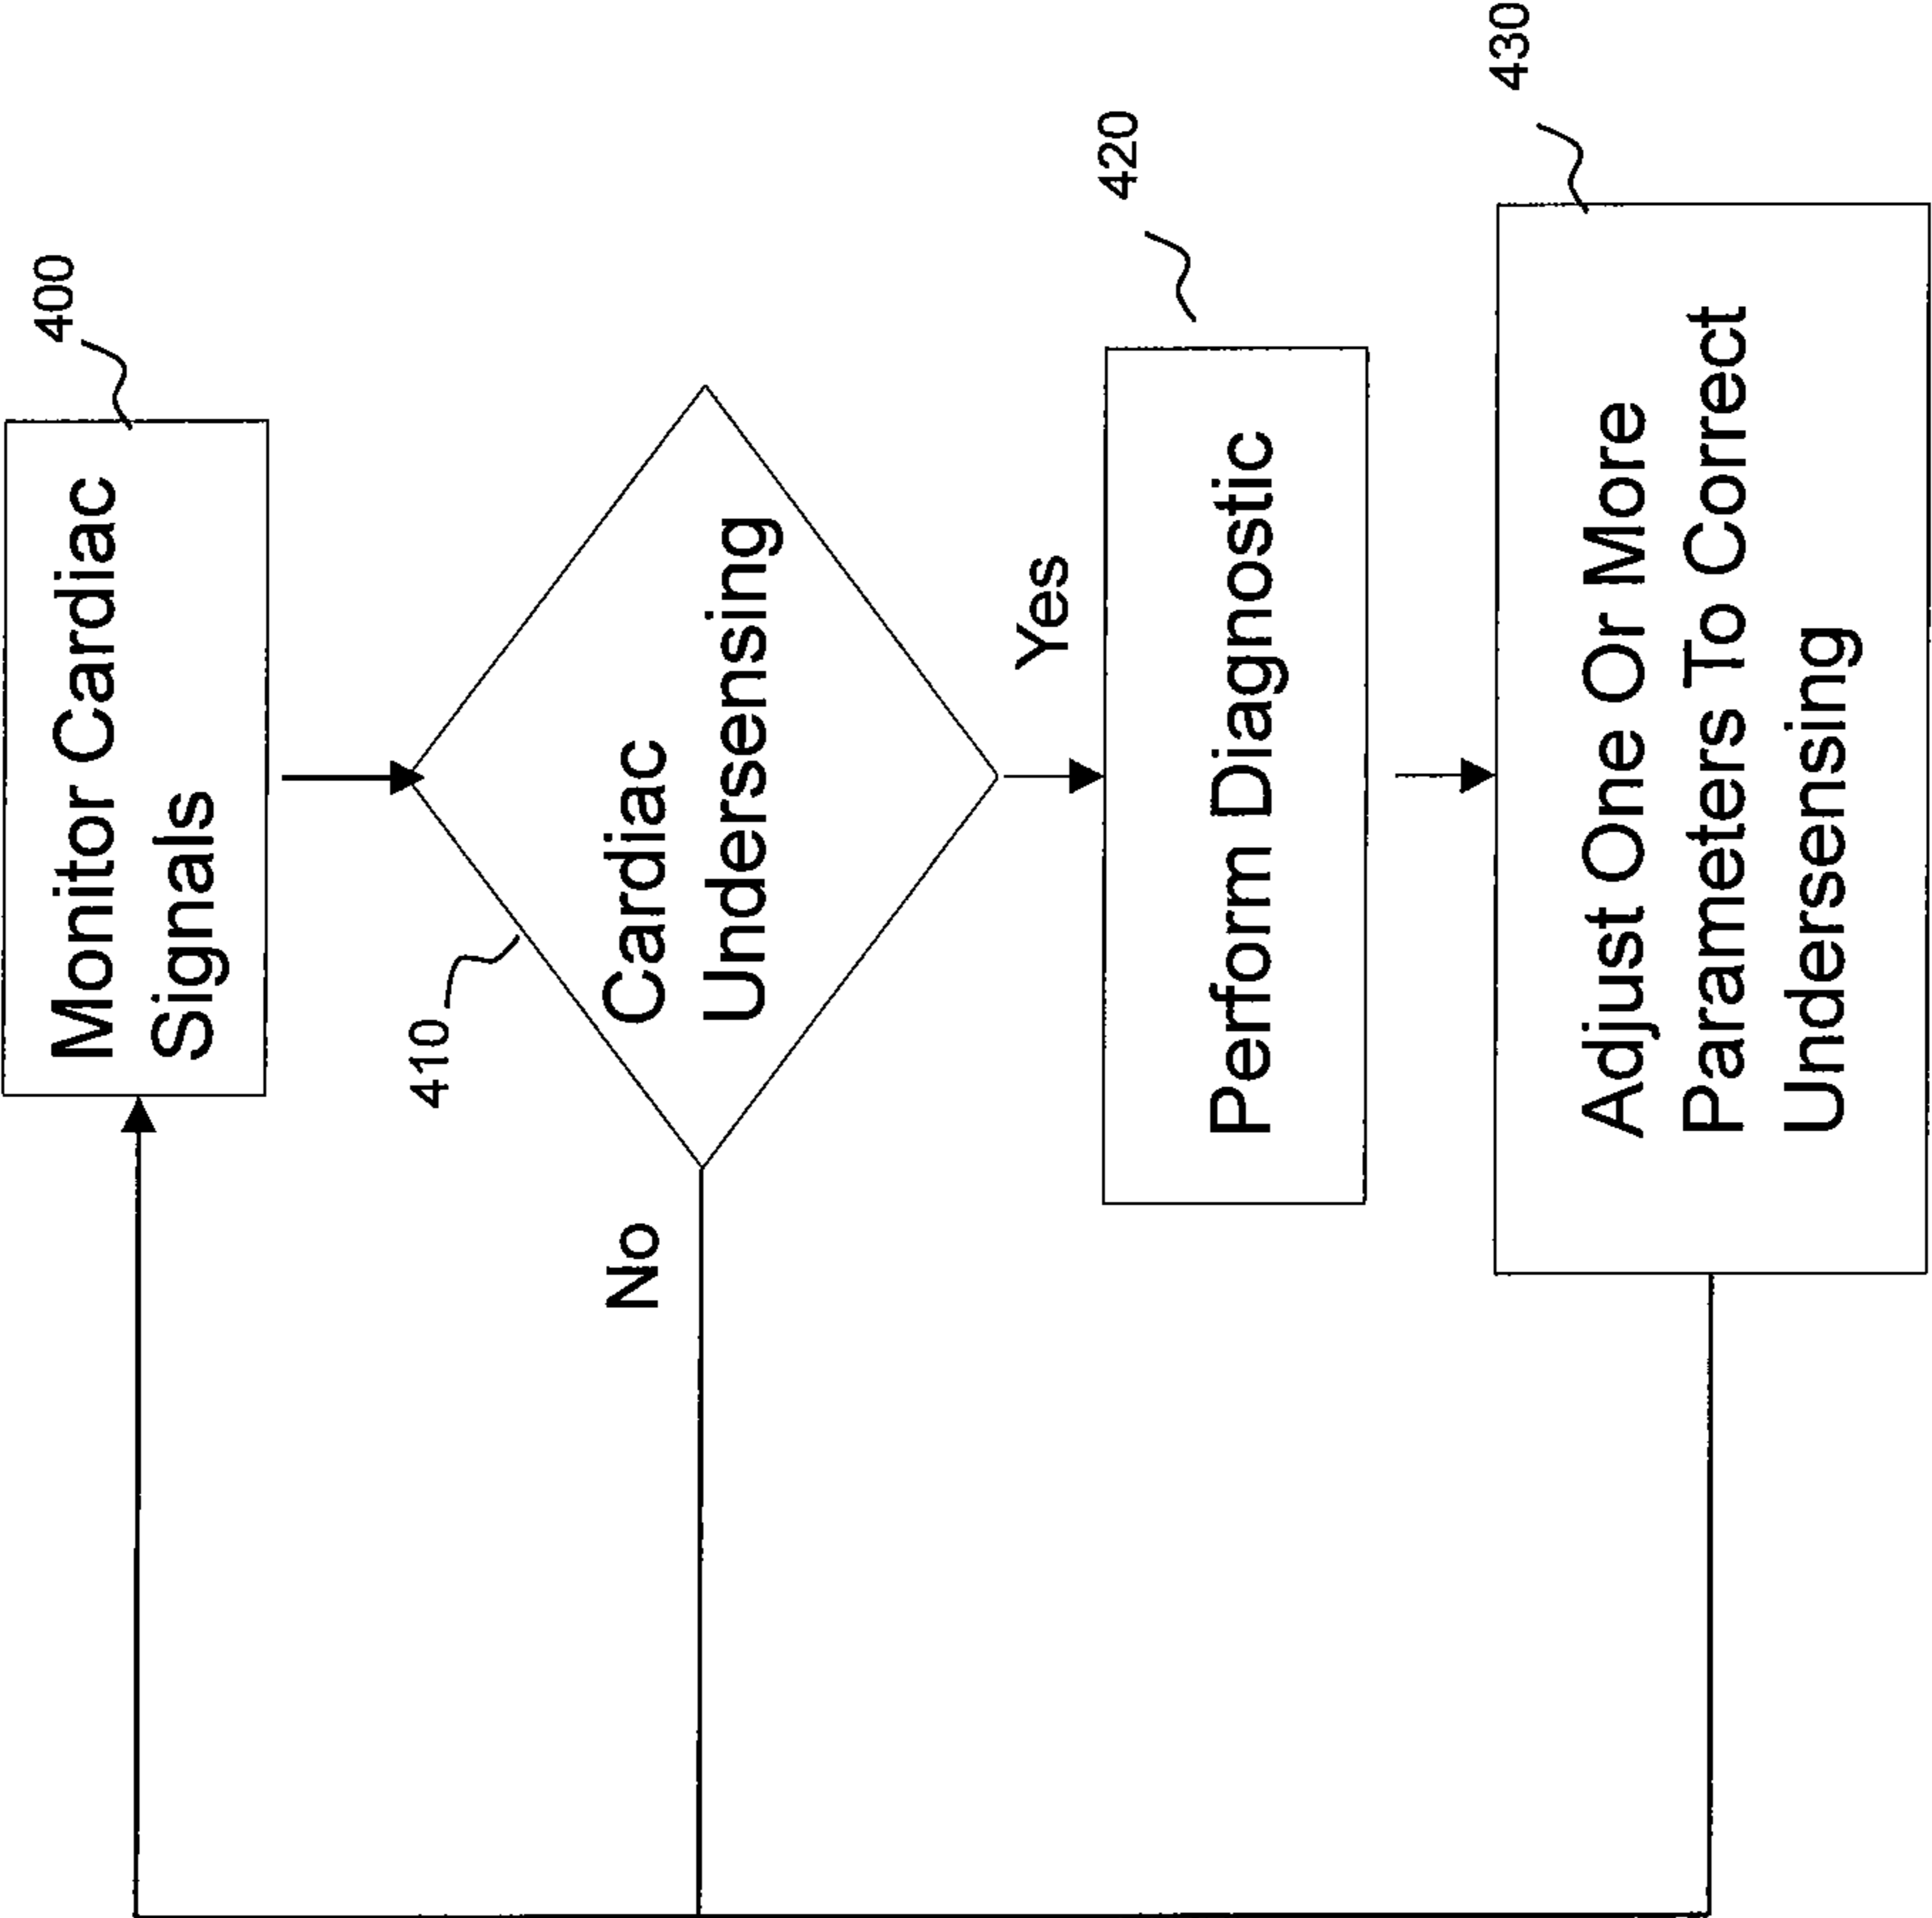 400
Monitor Cardiac
Signals
410
Cardiac
Undersensing
No
Yes
420
Perform Diagnostic
430
Adjust One Or More
Parameters To Correct
Undersensing